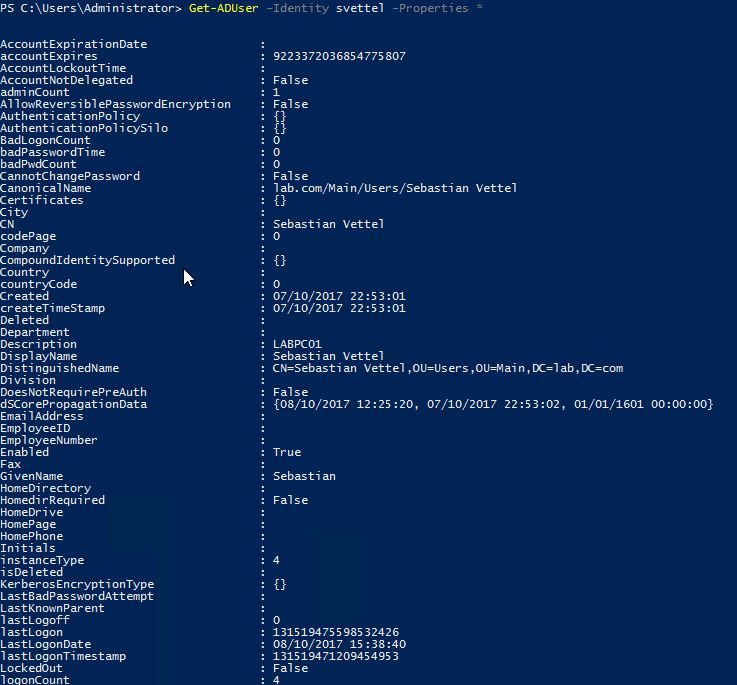 PS C:\Users\Administrator> Get-ADUser -Identity svettel -Properties *
AccountExpirationDate :
accountExpires : 9223372036854775807
AccountLockoutTime :
AccountNotDelegated : False
adminCount : 1
AllowReversiblePasswordEncryption : False
AuthenticationPolicy : {}
AuthenticationPolicySilo : {}
BadLogonCount : 0
badPasswordTime : 0
badPwdCount : 0
CannotChangePassword : False
CanonicalName : lab.com/Main/Users/Sebastian Vettel
Certificates : {}
City :
CN : Sebastian Vettel
codePage : 0
Company :
CompoundIdentitySupported : {}
Country :
countryCode : 0
Created : 07/10/2017 22:53:01
createTimeStamp : 07/10/2017 22:53:01
Deleted :
Department :
Description : LABPC01
DisplayName : Sebastian Vettel
DistinguishedName : CN=Sebastian Vettel,OU=Users,OU=Main,DC=lab,DC=com
Division :
DoesNotRequirePreAuth : False
dSCorePropagationData : {08/10/2017 12:25:20, 07/10/2017 22:53:02, 01/01/1601 00:00:00}
EmailAddress :
EmployeeID :
EmployeeNumber :
Enabled : True
Fax :
GivenName : Sebastian
HomeDirectory :
HomedirRequired : False
HomeDrive :
HomePage :
HomePhone :
Initials :
instanceType : 4
isDeleted :
KerberosEncryptionType : {}
LastBadPasswordAttempt :
LastKnownParent :
lastLogoff : 0
lastLogon : 131519475598532426
LastLogonDate : 08/10/2017 15:38:40
lastLogonTimestamp : 131519471209454953
LockedOut : False
logonCount : 4